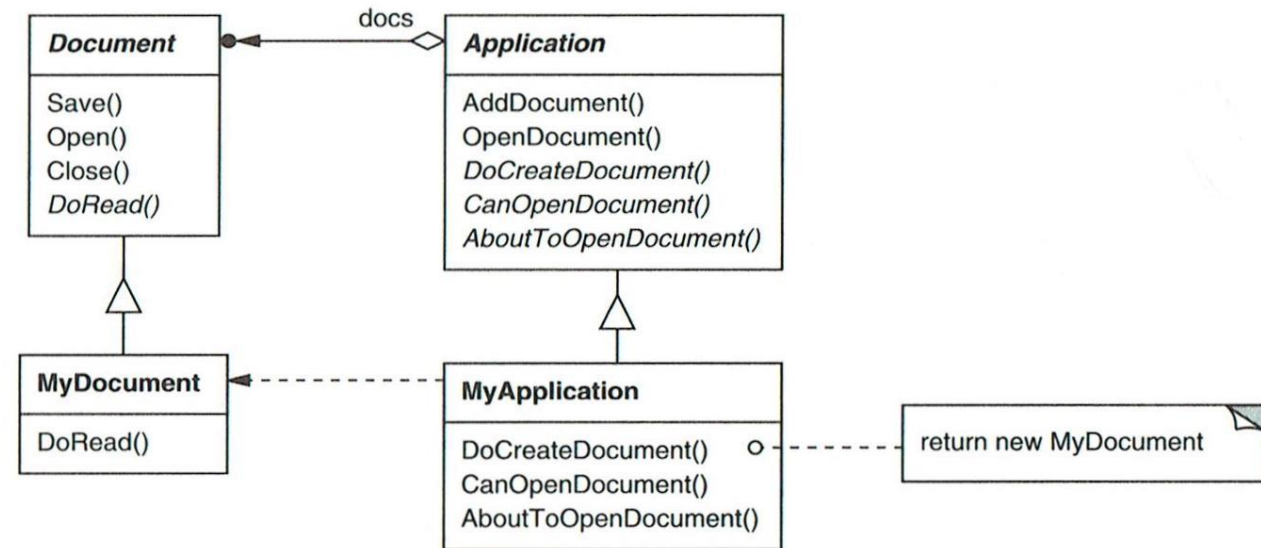 docs
Document
Save()
Open()
Close()
DoRead()
Application
AddDocument()
OpenDocument()
DoCreateDocument()
CanOpenDocument()
AboutToOpenDocument()
MyDocument
DoRead()
MyApplication
DoCreateDocument()
CanOpenDocument()
AboutToOpenDocument()
return new MyDocument